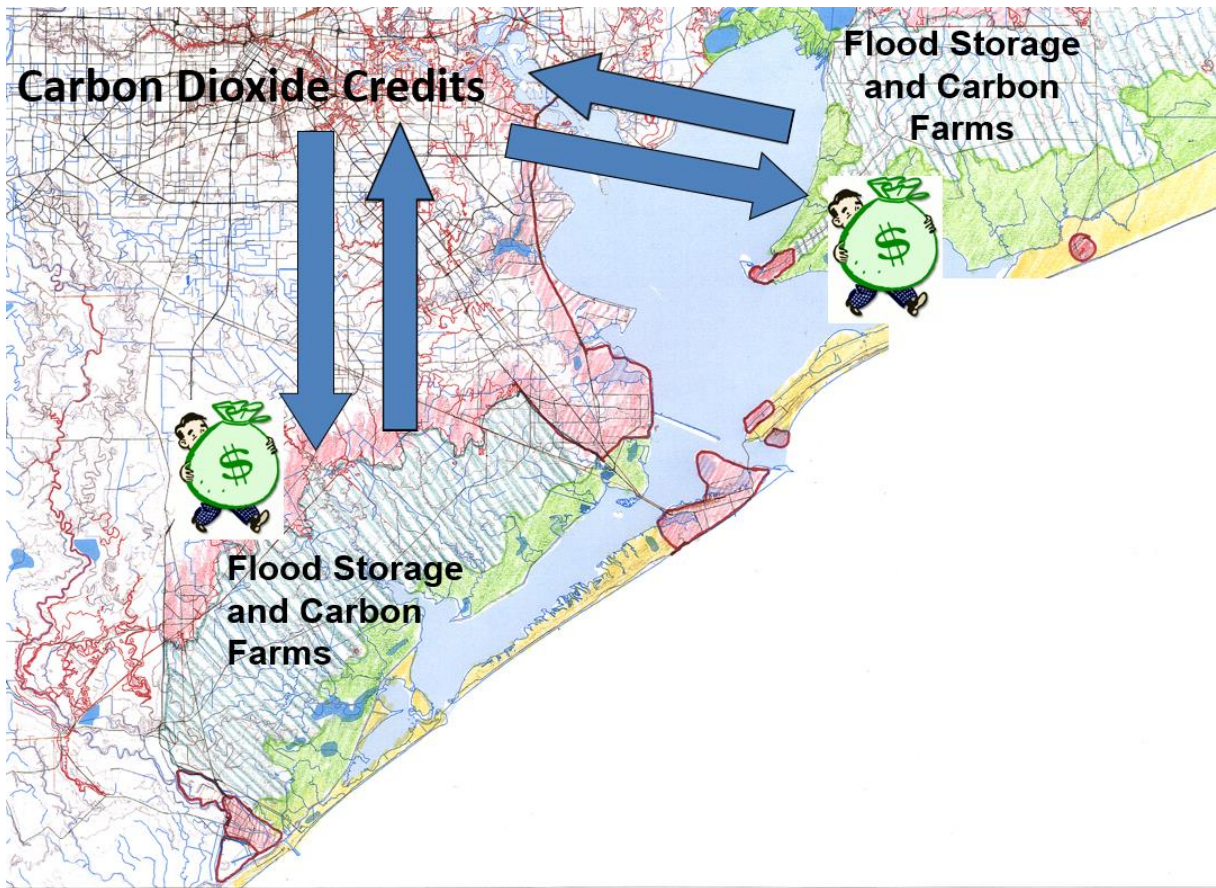 Carbon Dioxide Credits
Flood Storage
and Carbon
Farms
$
$
Flood Storage
and Carbon
Farms